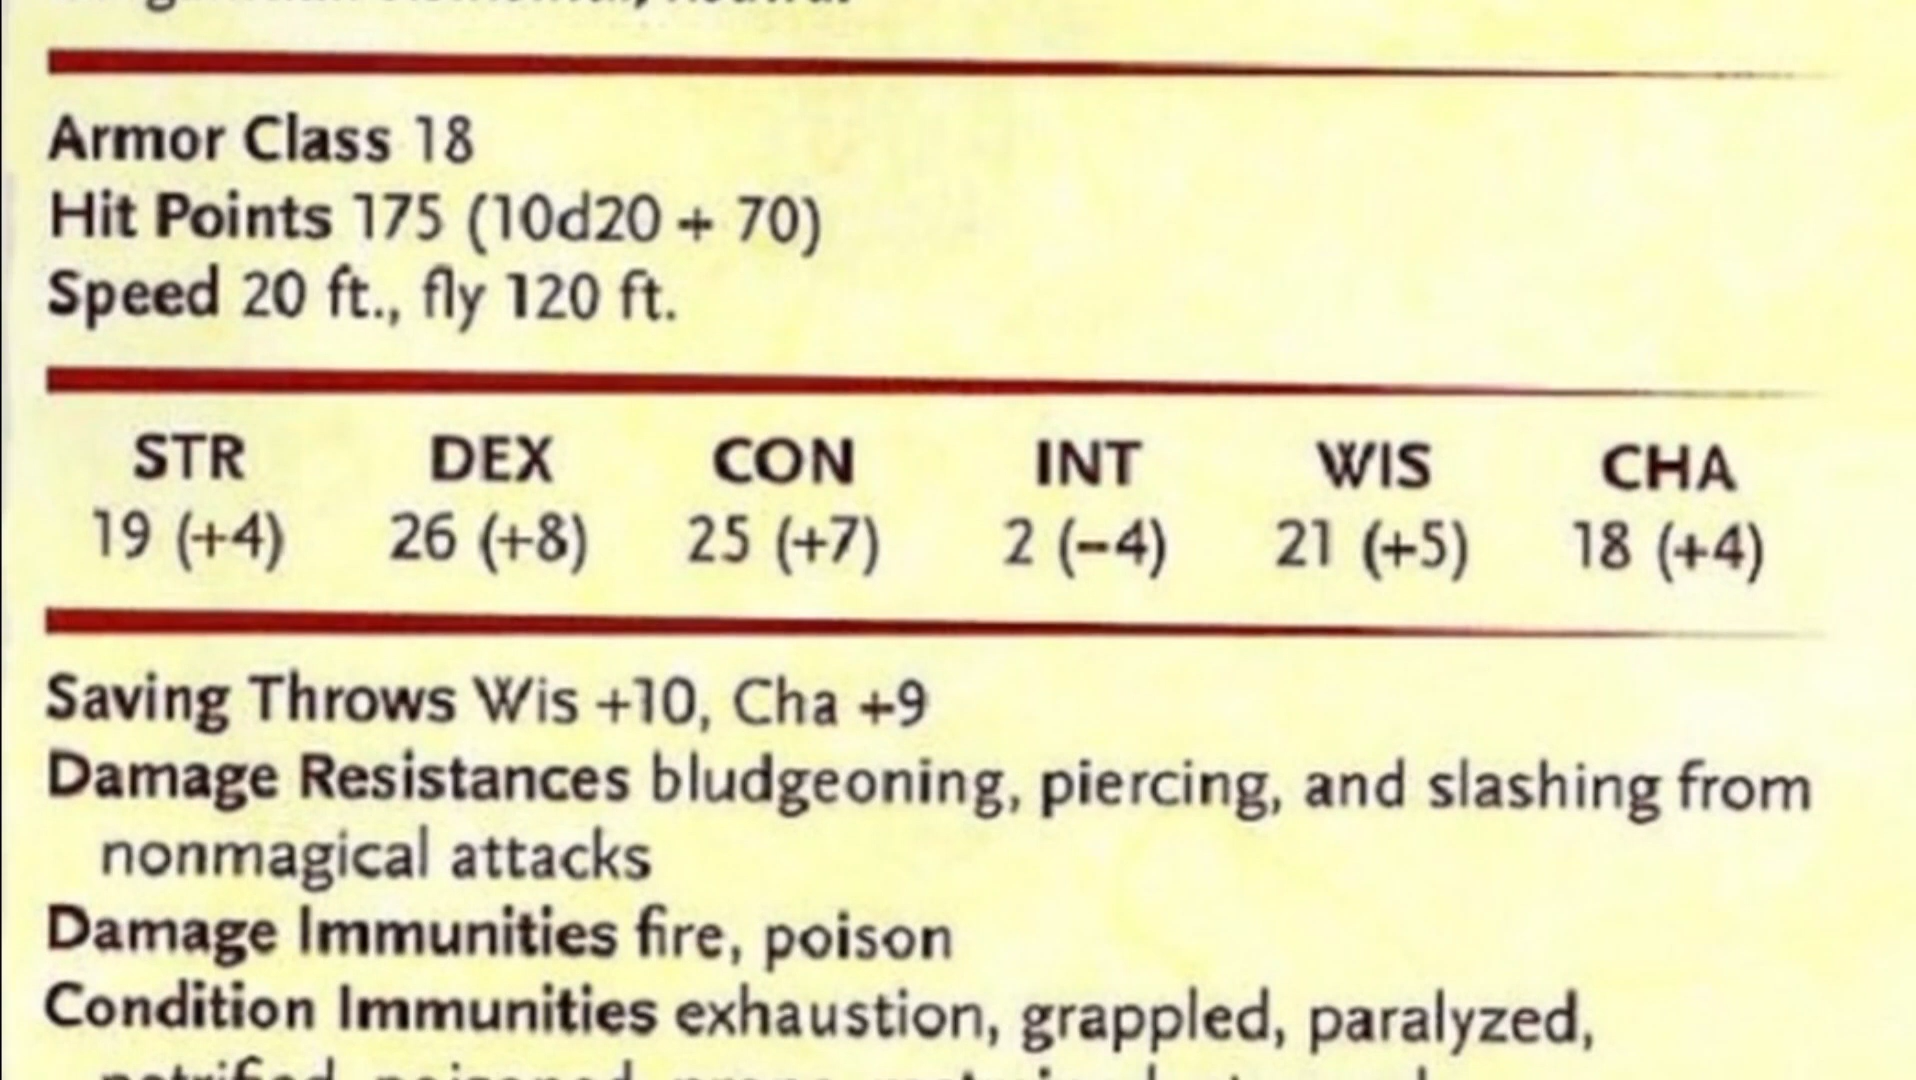 Armor Class 18
Hit Points 175 (10d20 + 70)
Speed 20 ft., fly 120 ft.
STR DEX CON INT WIS CHA
19 (+4) 26 (+8) 25 (+7) 2 (−4) 21 (+5) 18 (+4)
Saving Throws Wis +10, Cha +9
Damage Resistances bludgeoning, piercing, and slashing from
nonmagical attacks
Damage Immunities fire, poison
Condition Immunities exhaustion, grappled, paralyzed,